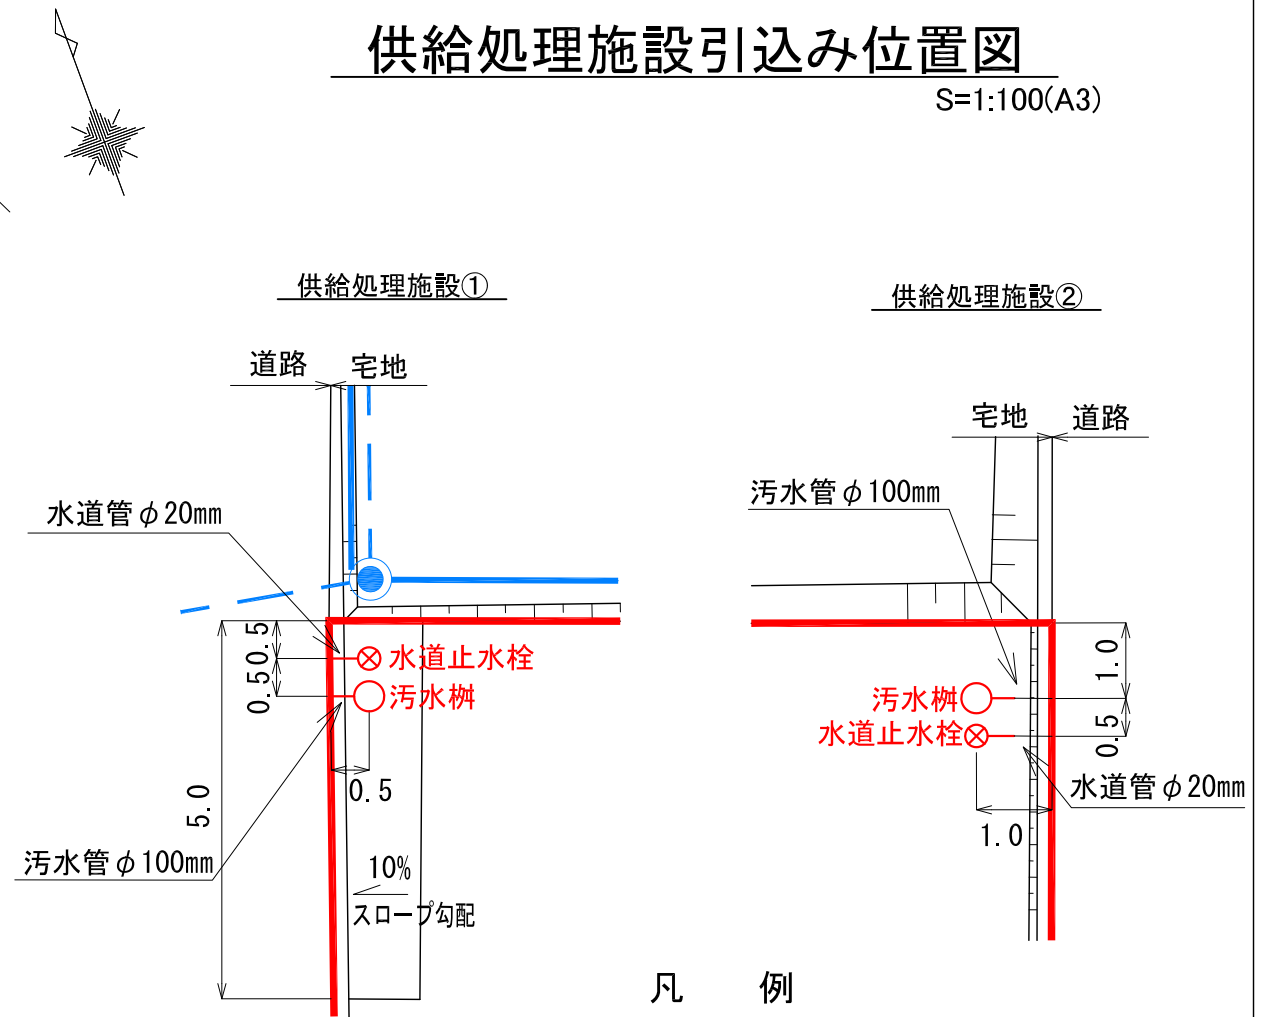 供給処理施設引込み位置図
S=1:100(A3)
供給処理施設①
供給処理施設②
道路
宅地
宅地
道路
汚水管φ100mm
水道管φ20mm
0.5
0.5
水道止水栓
汚水桝
1.0
汚水桝
水道止水栓
0.5
0.5
水道管φ20mm
5.0
1.0
汚水管φ100mm
10%
スロープ勾配
凡例